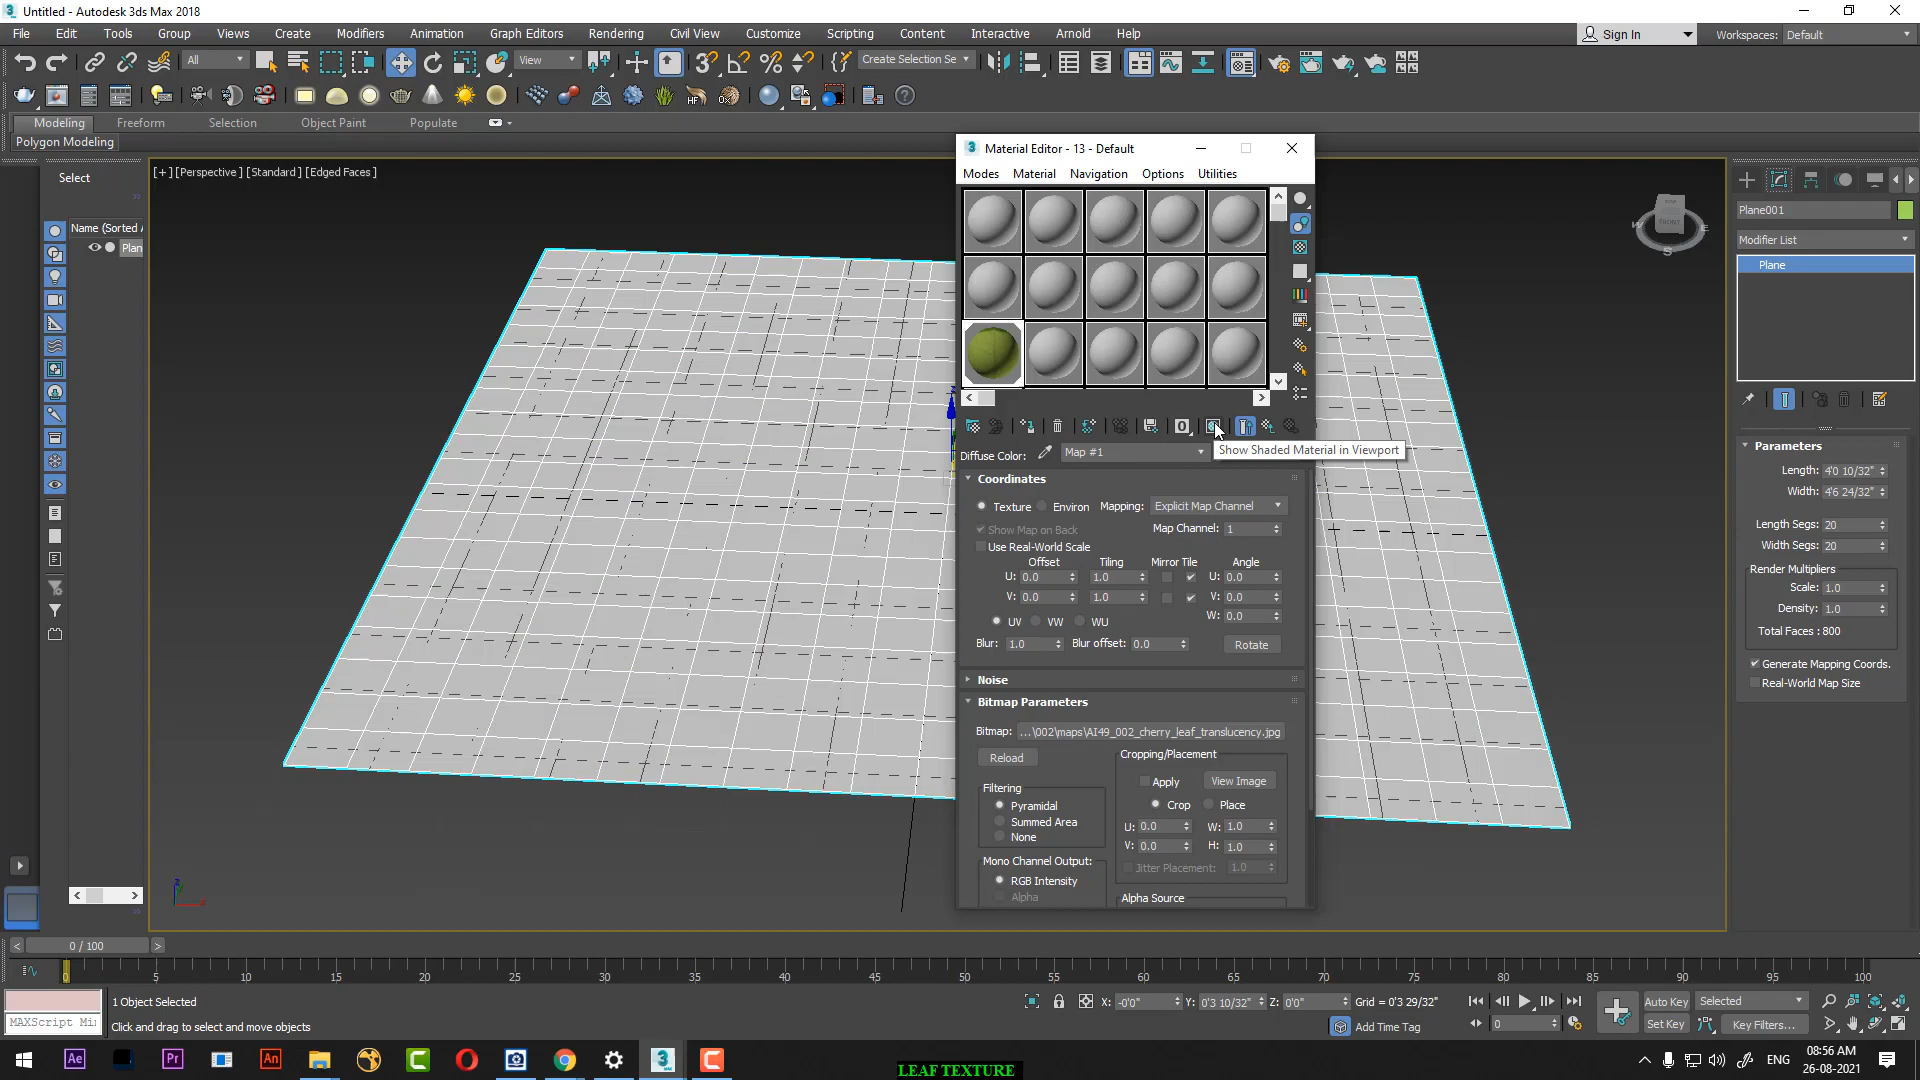 Untitled - Autodesk 3ds Max 2018
File Edit Tools Group Views Create Modifiers Animation Graph Editors Rendering Civil View Customize Scripting Content Interactive Arnold Help
Sign In Workspaces: Default
All View Create Selection Se
Modeling Freeform Selection Object Paint Populate
Polygon Modeling
Select
Name (Sorted A
Plan
[+] [Perspective] [Standard] [Edged Faces]
Material Editor - 13 - Default
Modes Material Navigation Options Utilities
Diffuse Color: Map #1
Show Shaded Material in Viewport
Coordinates
Texture Environ Mapping: Explicit Map Channel
Show Map on Back Map Channel: 1
Use Real-World Scale
Offset Tiling Mirror Tile Angle
U: 0.0 1.0 U: 0.0
V: 0.0 1.0 V: 0.0
W: 0.0
UV VW WU
Blur: 1.0 Blur offset: 0.0 Rotate
Noise
Bitmap Parameters
Bitmap: ...\002\maps\AI49_002_cherry_leaf_translucency.jpg
Reload
Cropping/Placement
Apply View Image
Crop Place
U: 0.0 W: 1.0
V: 0.0 H: 1.0
Jitter Placement: 1.0
Filtering
Pyramidal
Summed Area
None
Mono Channel Output:
RGB Intensity
Alpha
Alpha Source
FRONT
W S E
Plane001
Modifier List
Plane
Parameters
Length: 4'0 10/32"
Width: 4'6 24/32"
Length Segs: 20
Width Segs: 20
Render Multipliers
Scale: 1.0
Density: 1.0
Total Faces : 800
Generate Mapping Coords.
Real-World Map Size
0 / 100
0 5 10 15 20 25 30 35 40 45 50 55 60 65 70 75 80 85 90 95 100
1 Object Selected
X: -0'0" Y: 0'3 10/32" Z: 0'0" Grid = 0'3 29/32"
Auto Key Selected
MAXScript Mi
Click and drag to select and move objects
Add Time Tag
0
Set Key Key Filters...
Ae Pr An 3 MAX
LEAF TEXTURE
ENG
08:56 AM
26-08-2021